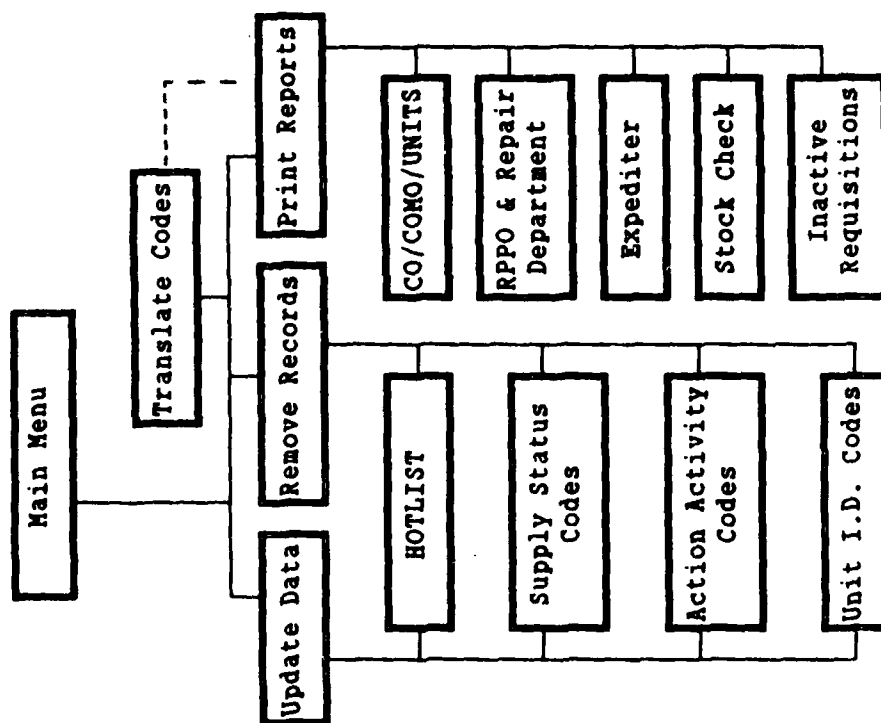 Main Menu
Translate Codes
Update Data
Remove Records
Print Reports
HOTLIST
Supply Status
Codes
Action Activity
Codes
Unit I.D. Codes
CO/COMO/UNITS
RPPO & Repair
Department
Expediter
Stock Check
Inactive
Requisitions